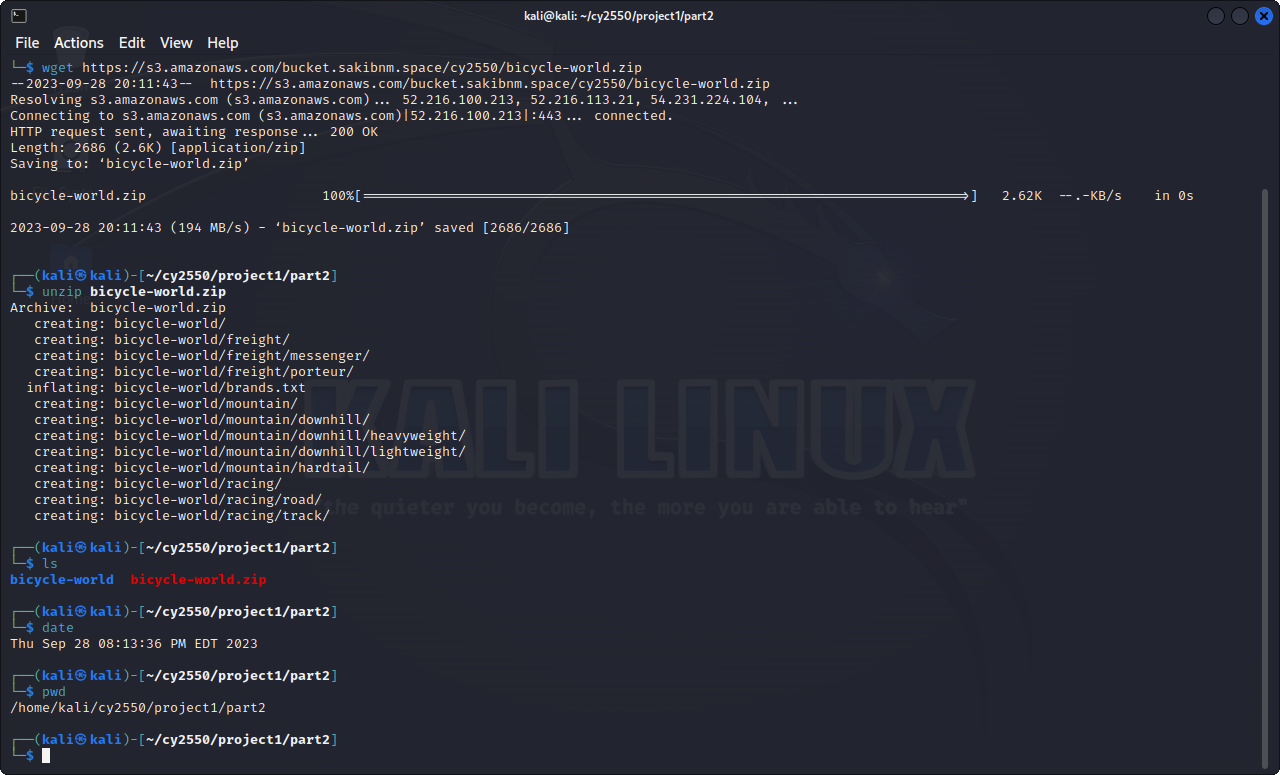 kali@kali: ~/cy2550/project1/part2
File Actions Edit View Help
└─$ wget https://s3.amazonaws.com/bucket.sakibnm.space/cy2550/bicycle-world.zip
--2023-09-28 20:11:43--  https://s3.amazonaws.com/bucket.sakibnm.space/cy2550/bicycle-world.zip
Resolving s3.amazonaws.com (s3.amazonaws.com)... 52.216.100.213, 52.216.113.21, 54.231.224.104, ...
Connecting to s3.amazonaws.com (s3.amazonaws.com)|52.216.100.213|:443... connected.
HTTP request sent, awaiting response... 200 OK
Length: 2686 (2.6K) [application/zip]
Saving to: ‘bicycle-world.zip’
bicycle-world.zip 100%[===========================================================================>] 2.62K --.-KB/s in 0s
2023-09-28 20:11:43 (194 MB/s) - ‘bicycle-world.zip’ saved [2686/2686]
┌──(kali㉿kali)-[~/cy2550/project1/part2]
└─$ unzip bicycle-world.zip
Archive:  bicycle-world.zip
   creating: bicycle-world/
   creating: bicycle-world/freight/
   creating: bicycle-world/freight/messenger/
   creating: bicycle-world/freight/porteur/
  inflating: bicycle-world/brands.txt
   creating: bicycle-world/mountain/
   creating: bicycle-world/mountain/downhill/
   creating: bicycle-world/mountain/downhill/heavyweight/
   creating: bicycle-world/mountain/downhill/lightweight/
   creating: bicycle-world/mountain/hardtail/
   creating: bicycle-world/racing/
   creating: bicycle-world/racing/road/
   creating: bicycle-world/racing/track/
KALI LINUX
the quieter you become, the more you are able to hear"
┌──(kali㉿kali)-[~/cy2550/project1/part2]
└─$ ls
bicycle-world  bicycle-world.zip
┌──(kali㉿kali)-[~/cy2550/project1/part2]
└─$ date
Thu Sep 28 08:13:36 PM EDT 2023
┌──(kali㉿kali)-[~/cy2550/project1/part2]
└─$ pwd
/home/kali/cy2550/project1/part2
┌──(kali㉿kali)-[~/cy2550/project1/part2]
└─$